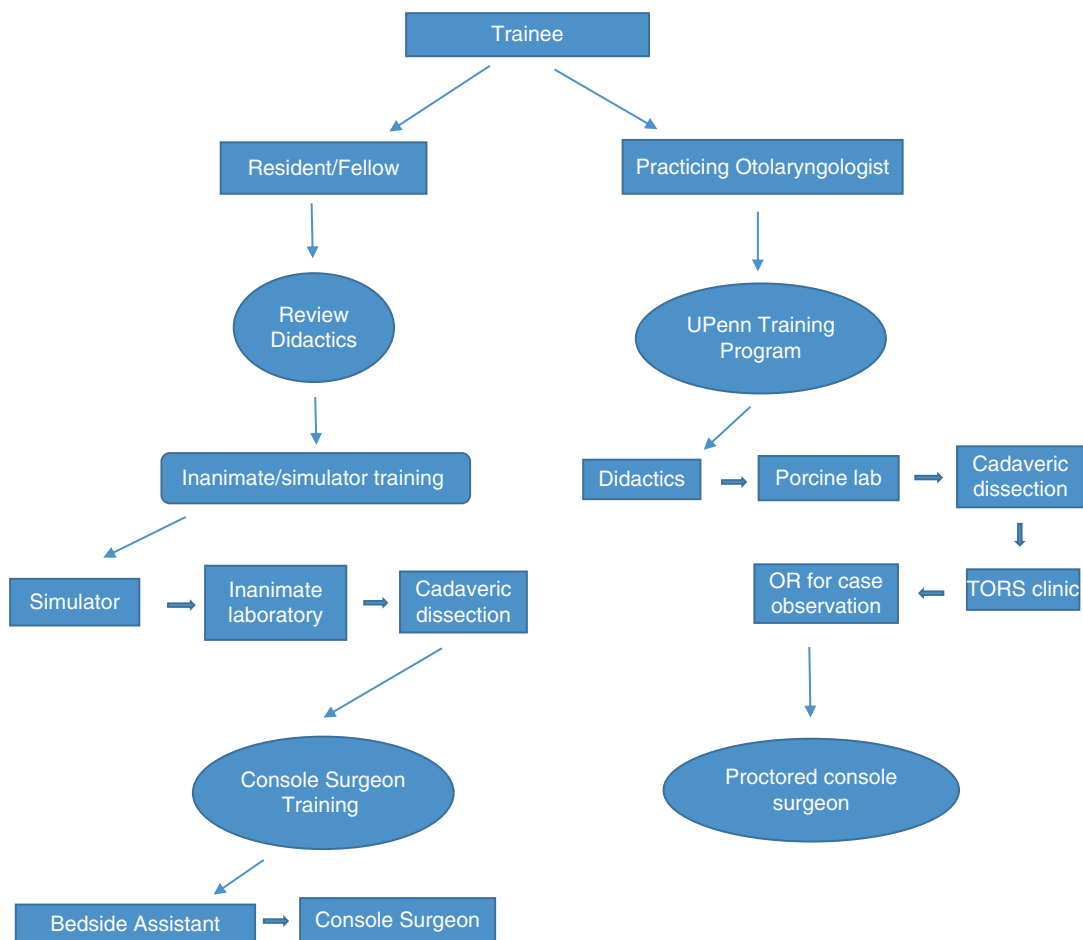 Trainee
Resident/Fellow
Practicing Otolaryngologist
Review
Didactics
UPenn Training
Program
Inanimate/simulator training
Didactics
Porcine lab
Cadaveric
dissection
Simulator
Inanimate
laboratory
Cadaveric
dissection
OR for case
observation
TORS clinic
Console Surgeon
Training
Proctored console
surgeon
Bedside Assistant
Console Surgeon